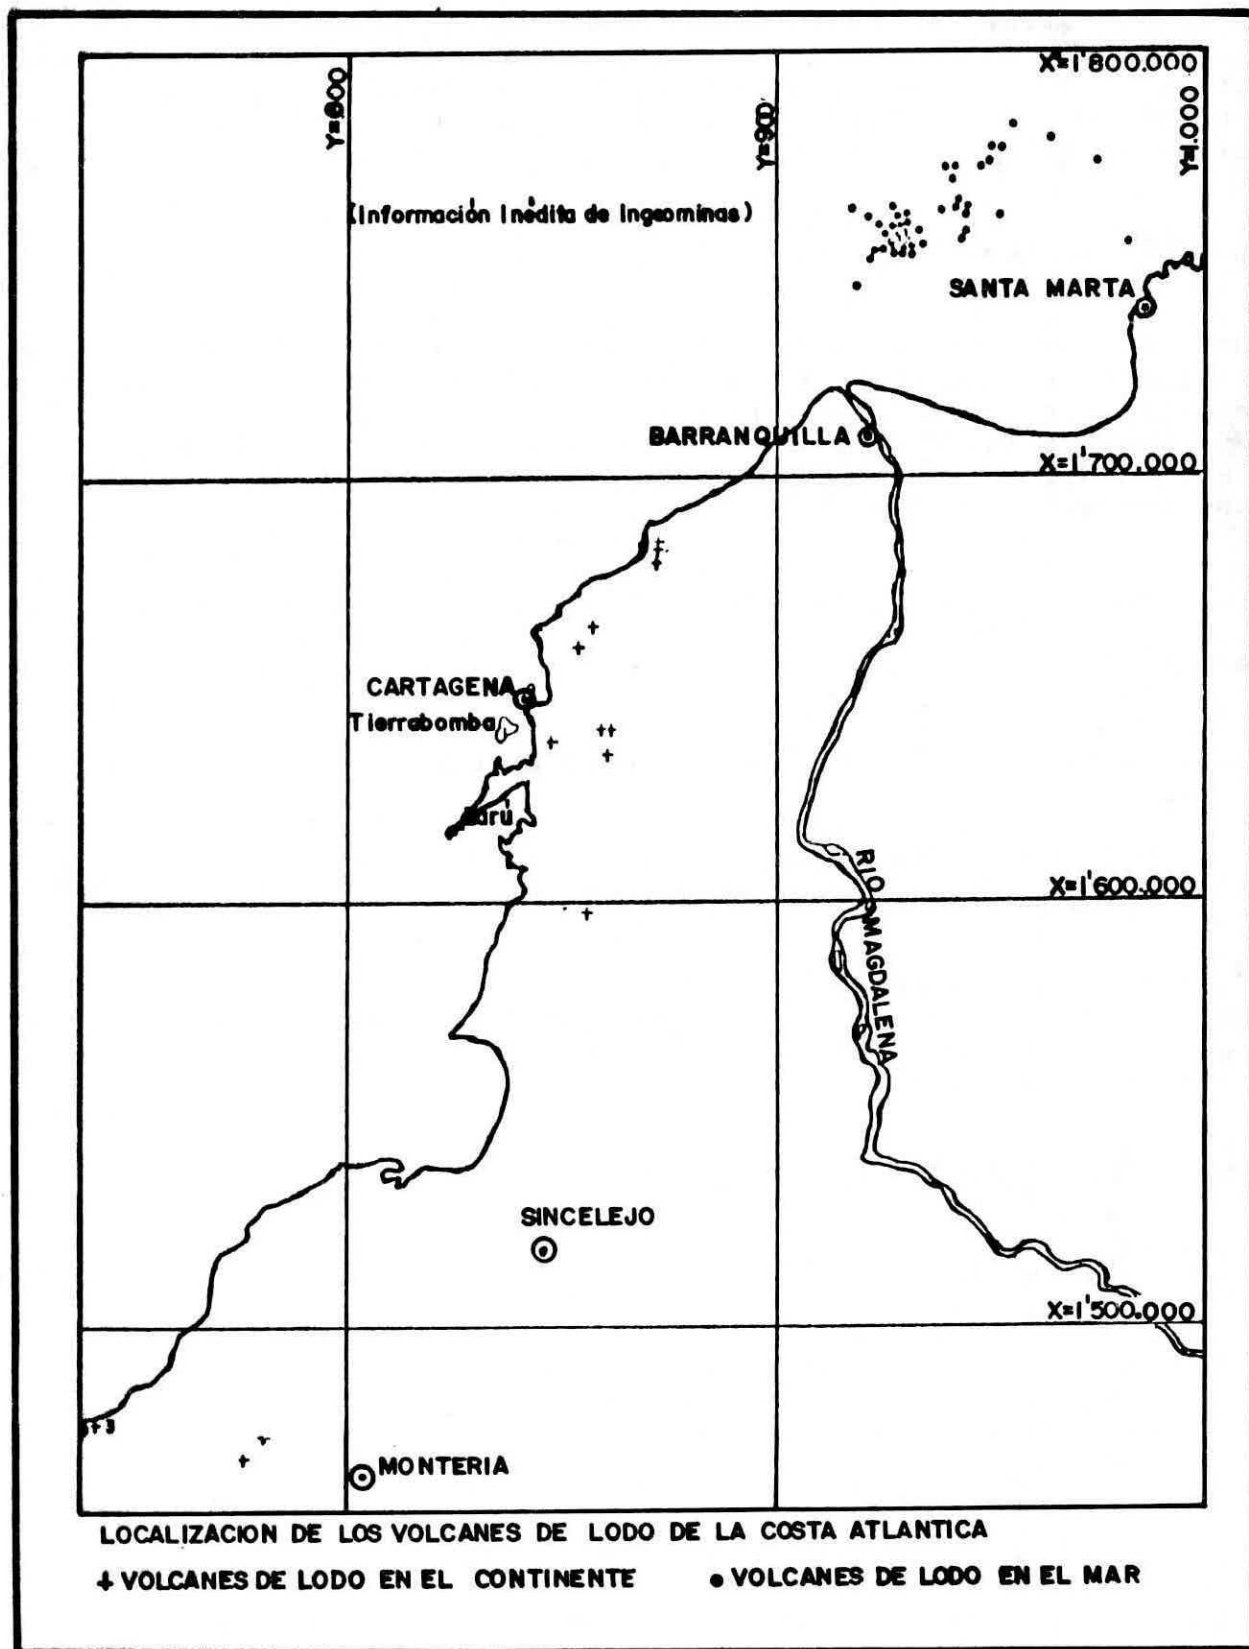 X=1'800.000
Y=800
Y=900
Y=1.000
(Información Inédita de Ingeominas)
SANTA MARTA
BARRANQUILLA
X=1'700.000
CARTAGENA
Tierrabomba
Barú
RIO MAGDALENA
X=1'600.000
SINCELEJO
X=1'500.000
+3
MONTERIA
LOCALIZACION DE LOS VOLCANES DE LODO DE LA COSTA ATLANTICA
+ VOLCANES DE LODO EN EL CONTINENTE
• VOLCANES DE LODO EN EL MAR